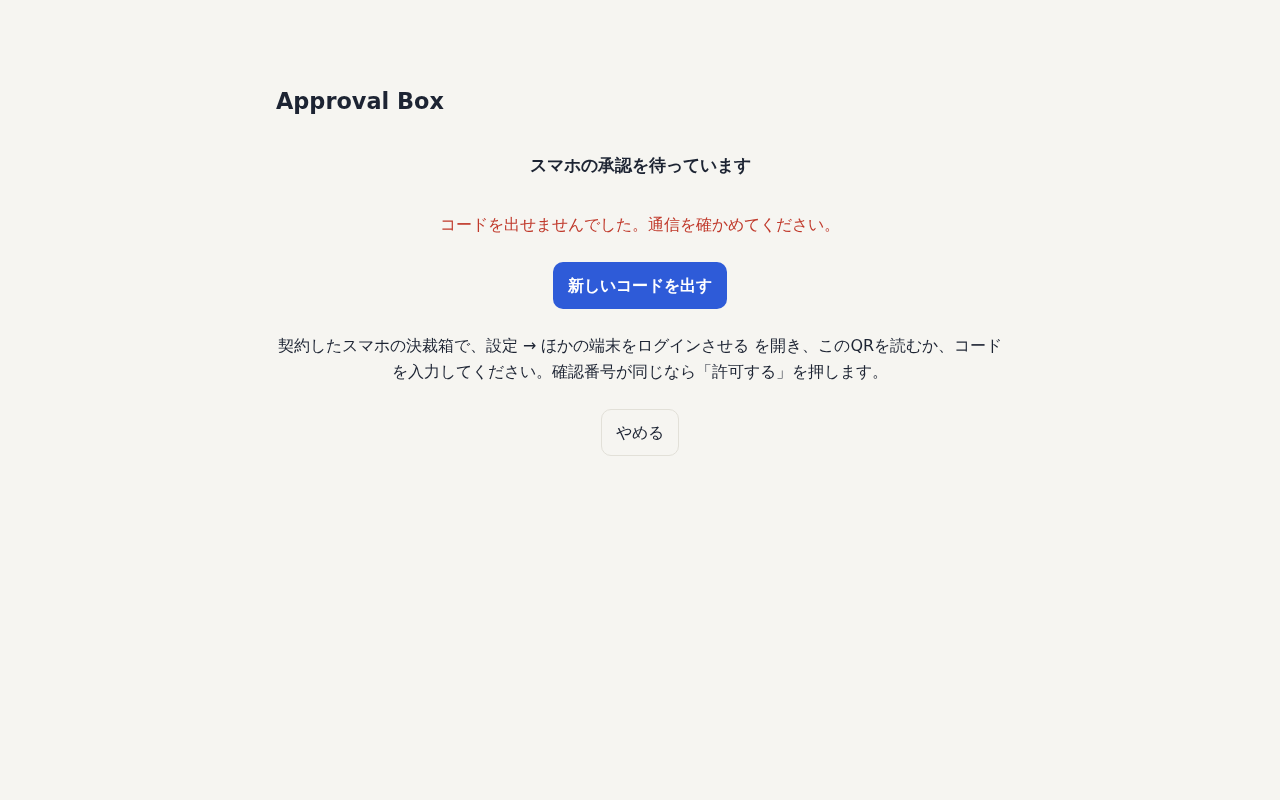 Approval Box
スマホの承認を待っています
コードを出せませんでした。通信を確かめてください。
新しいコードを出す
契約したスマホの決裁箱で、設定 → ほかの端末をログインさせる を開き、このQRを読むか、コード
を入力してください。確認番号が同じなら「許可する」を押します。
やめる